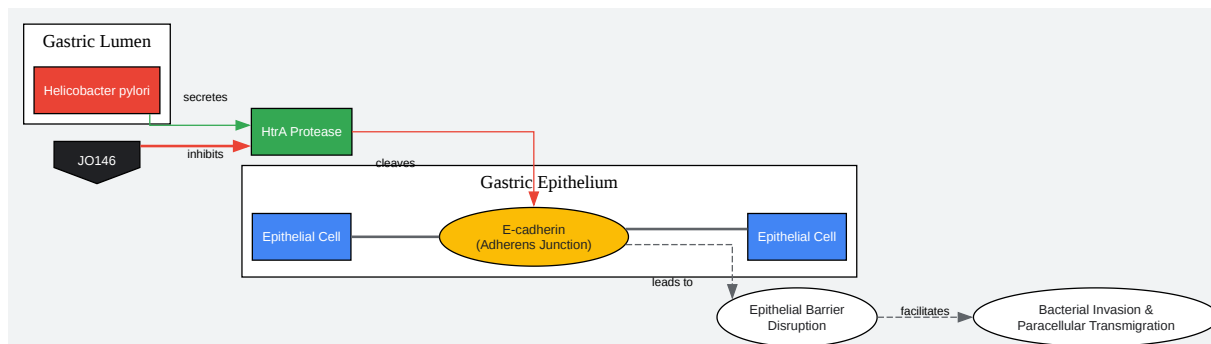 Gastric Lumen
Helicobacter pylori
secretes
HtrA Protease
JO146
inhibits
cleaves
Gastric Epithelium
Epithelial Cell
E-cadherin
(Adherens Junction)
Epithelial Cell
leads to
Epithelial Barrier
Disruption
facilitates
Bacterial Invasion &
Paracellular Transmigration